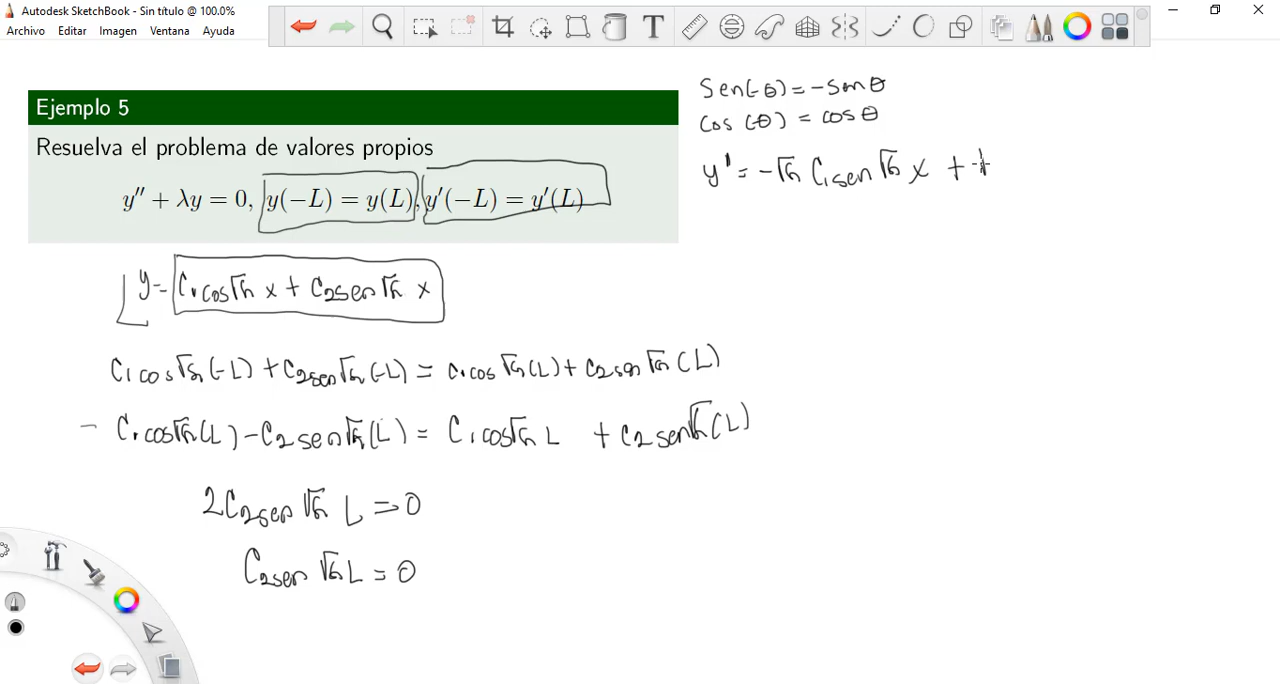 Autodesk SketchBook - Sin título @ 100.0%
Archivo Editar Imagen Ventana Ayuda
Ejemplo 5
Resuelva el problema de valores propios
y'' + λy = 0, y(−L) = y(L), y'(−L) = y'(L)
Sen(-θ) = -senθ
Cos(-θ) = cosθ
y' = -√λ C₁sen√λ x +
y = C₁cos√λ x + C₂sen√λ x
C₁cos√λ(-L) + C₂sen√λ(-L) = C₁cos√λ(L) + C₂sen√λ(L)
- C₁cos√λ(L) - C₂sen√λ(L) = C₁cos√λ L + C₂sen√λ(L)
2C₂sen√λ L = 0
C₂sen√λ L = 0